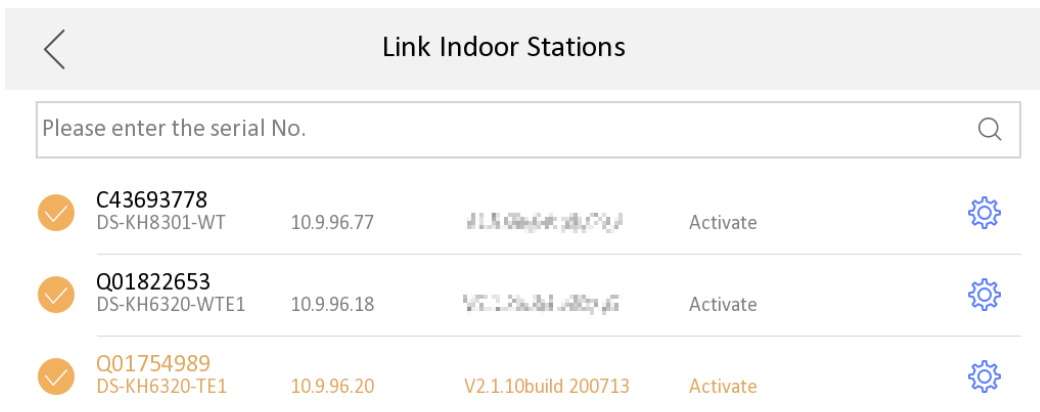 Link Indoor Stations
Please enter the serial No.
C43693778
DS-KH8301-WT 10.9.96.77 Activate
Q01822653
DS-KH6320-WTE1 10.9.96.18 Activate
Q01754989
DS-KH6320-TE1 10.9.96.20 V2.1.10build 200713 Activate